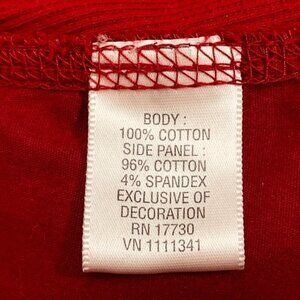 BODY :
100% COTTON
SIDE PANEL :
96% COTTON
4% SPANDEX
EXCLUSIVE OF
DECORATION
RN 17730
VN 1111341